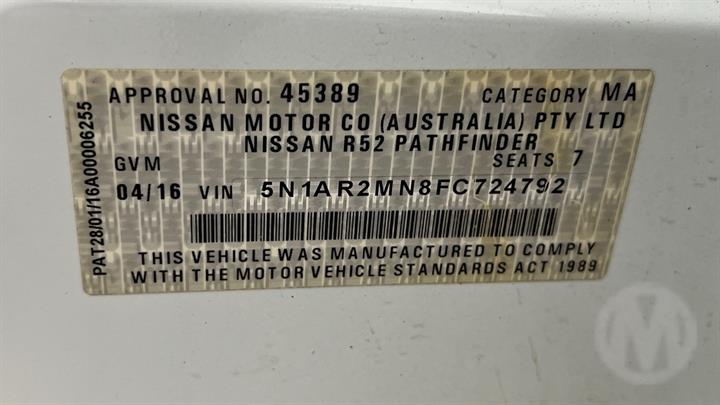 APPROVAL NO. 45389 CATEGORY MA
NISSAN MOTOR CO (AUSTRALIA) PTY LTD
NISSAN R52 PATHFINDER
GVM SEATS 7
04/16 VIN 5N1AR2MN8FC724792
THIS VEHICLE WAS MANUFACTURED TO COMPLY
WITH THE MOTOR VEHICLE STANDARDS ACT 1989
PAT28/01/16A00006255
M